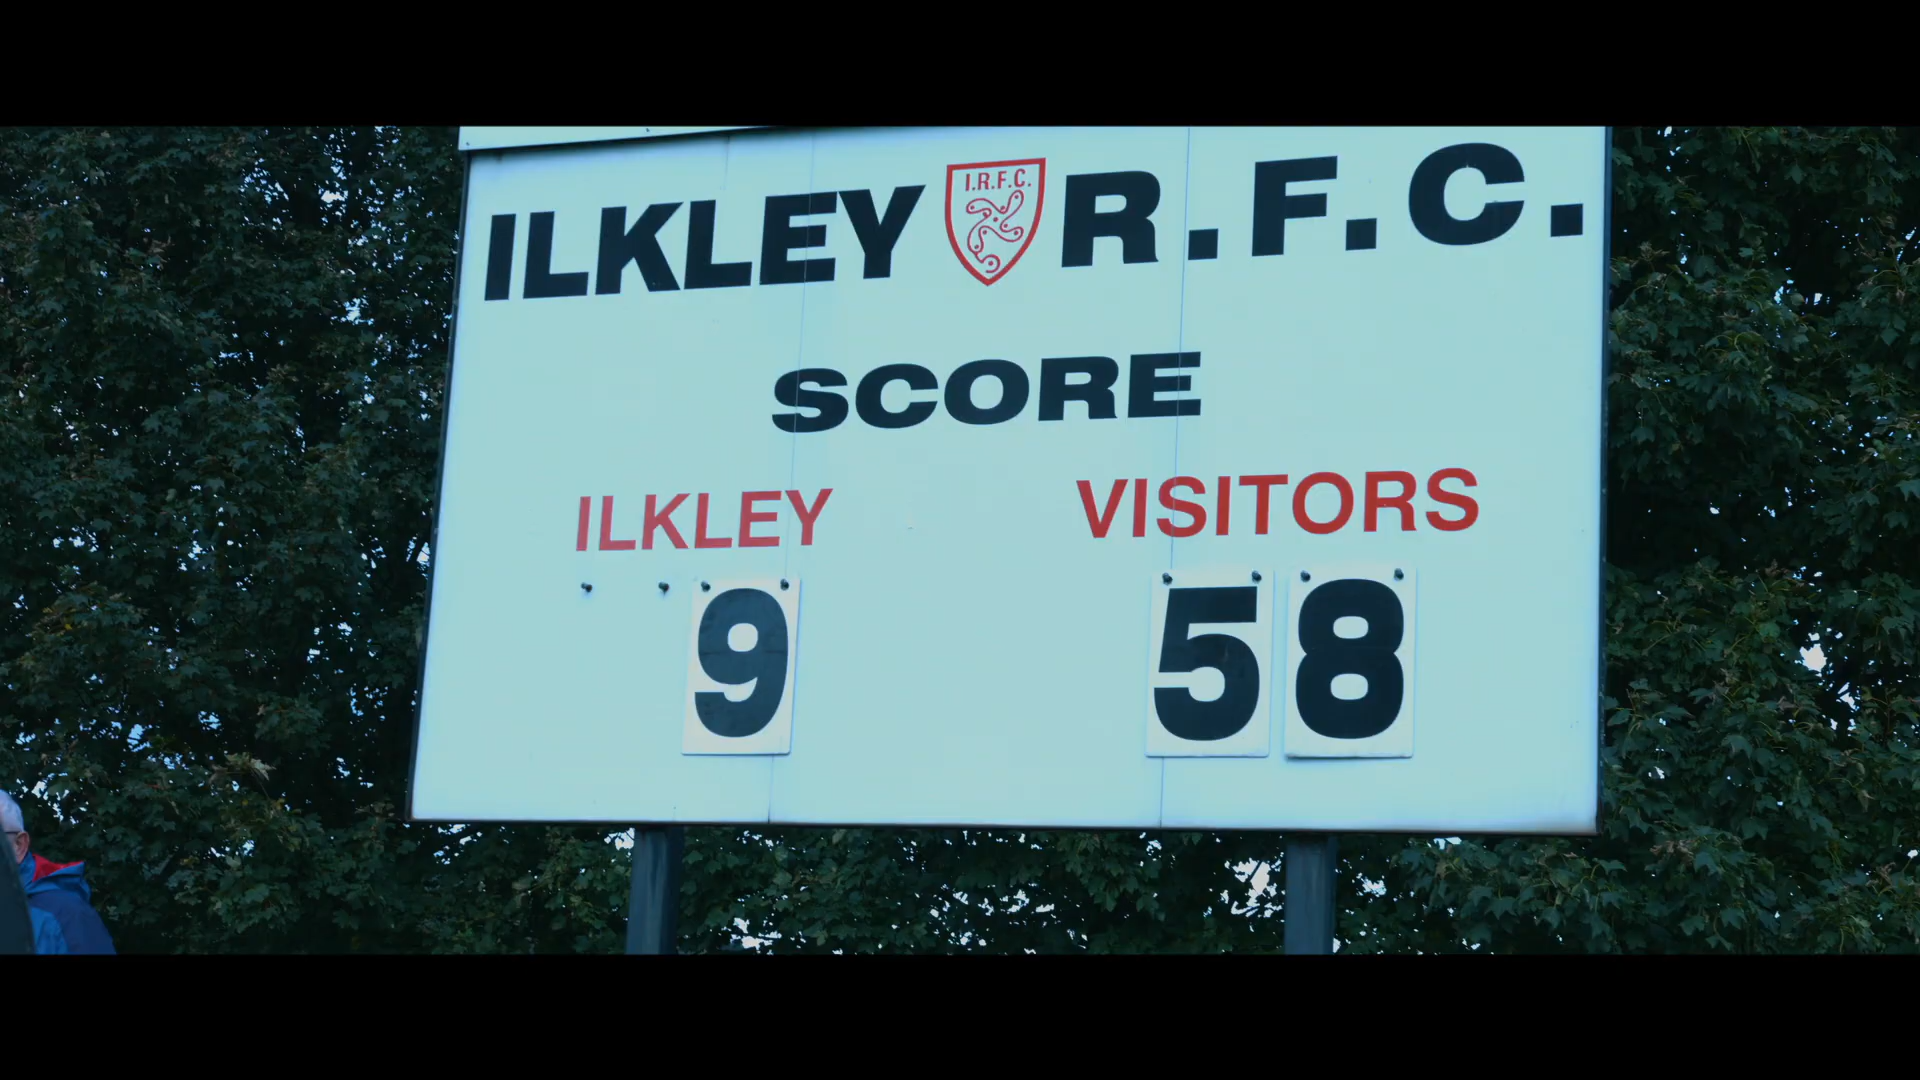 ILKLEY I.R.F.C. R.F.C.
SCORE
ILKLEY VISITORS
9 58